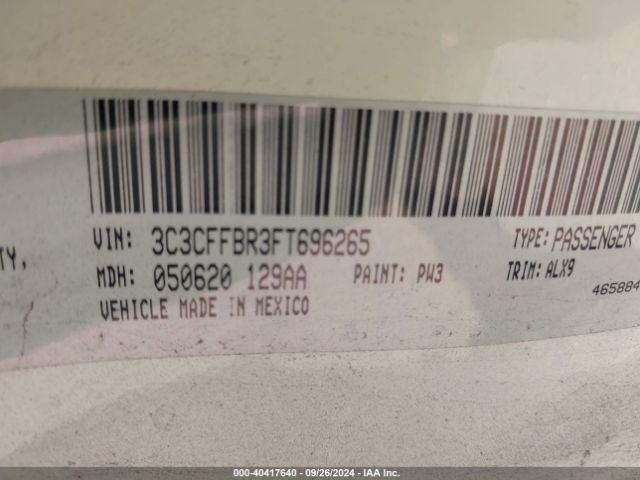 TY,
VIN: 3C3CFFBR3FT696265 TYPE: PASSENGER
MDH: 050620 129AA PAINT: PW3 TRIM: ALX9
VEHICLE MADE IN MEXICO 465884
000-40417640 - 09/26/2024 - IAA Inc.